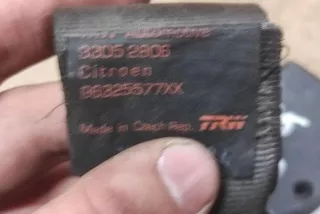 3305 2806
Citroen
96325577XX
Made in Czech Rep. TRW